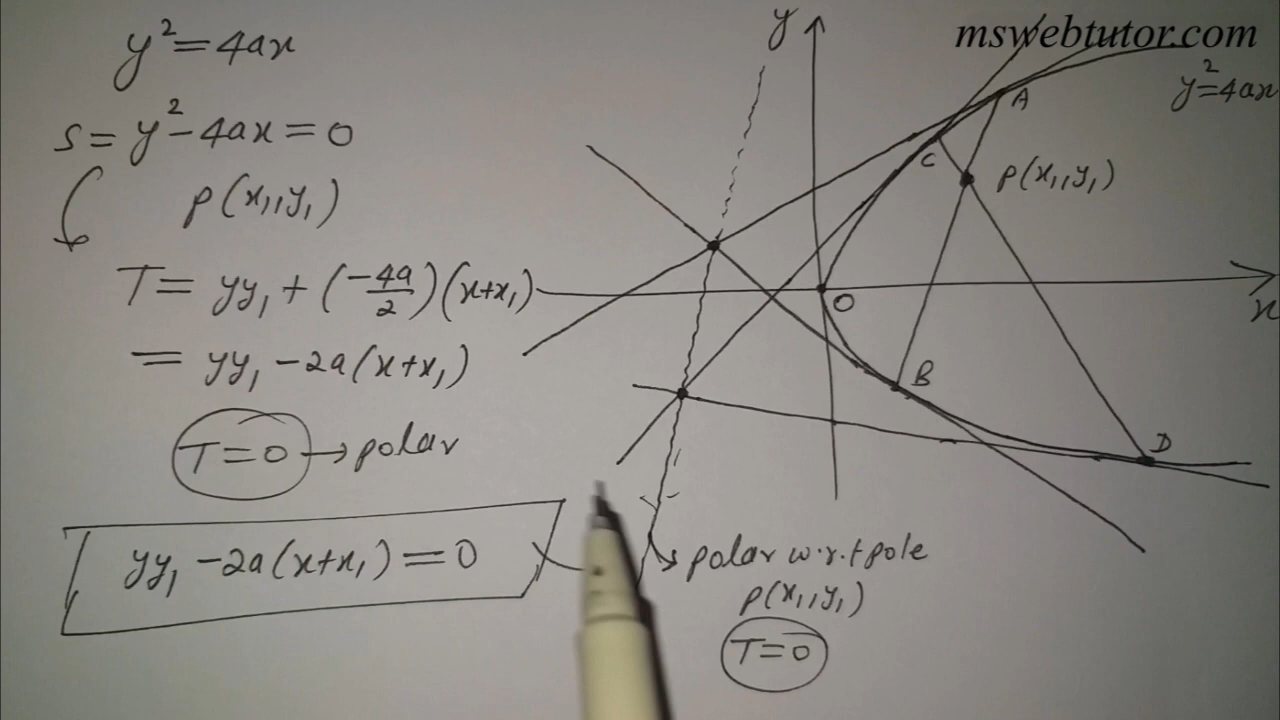 y² = 4ax
S = y² - 4ax = 0
P(x₁, y₁)
T = yy₁ + (-4a/2)(x+x₁)
= yy₁ - 2a(x+x₁)
T=0 → polar
yy₁ - 2a(x+x₁) = 0
mswebtutor.com
y
y²=4ax
A
C
P(x₁, y₁)
O
x
B
D
polar w.r.t pole
P(x₁, y₁)
T=0